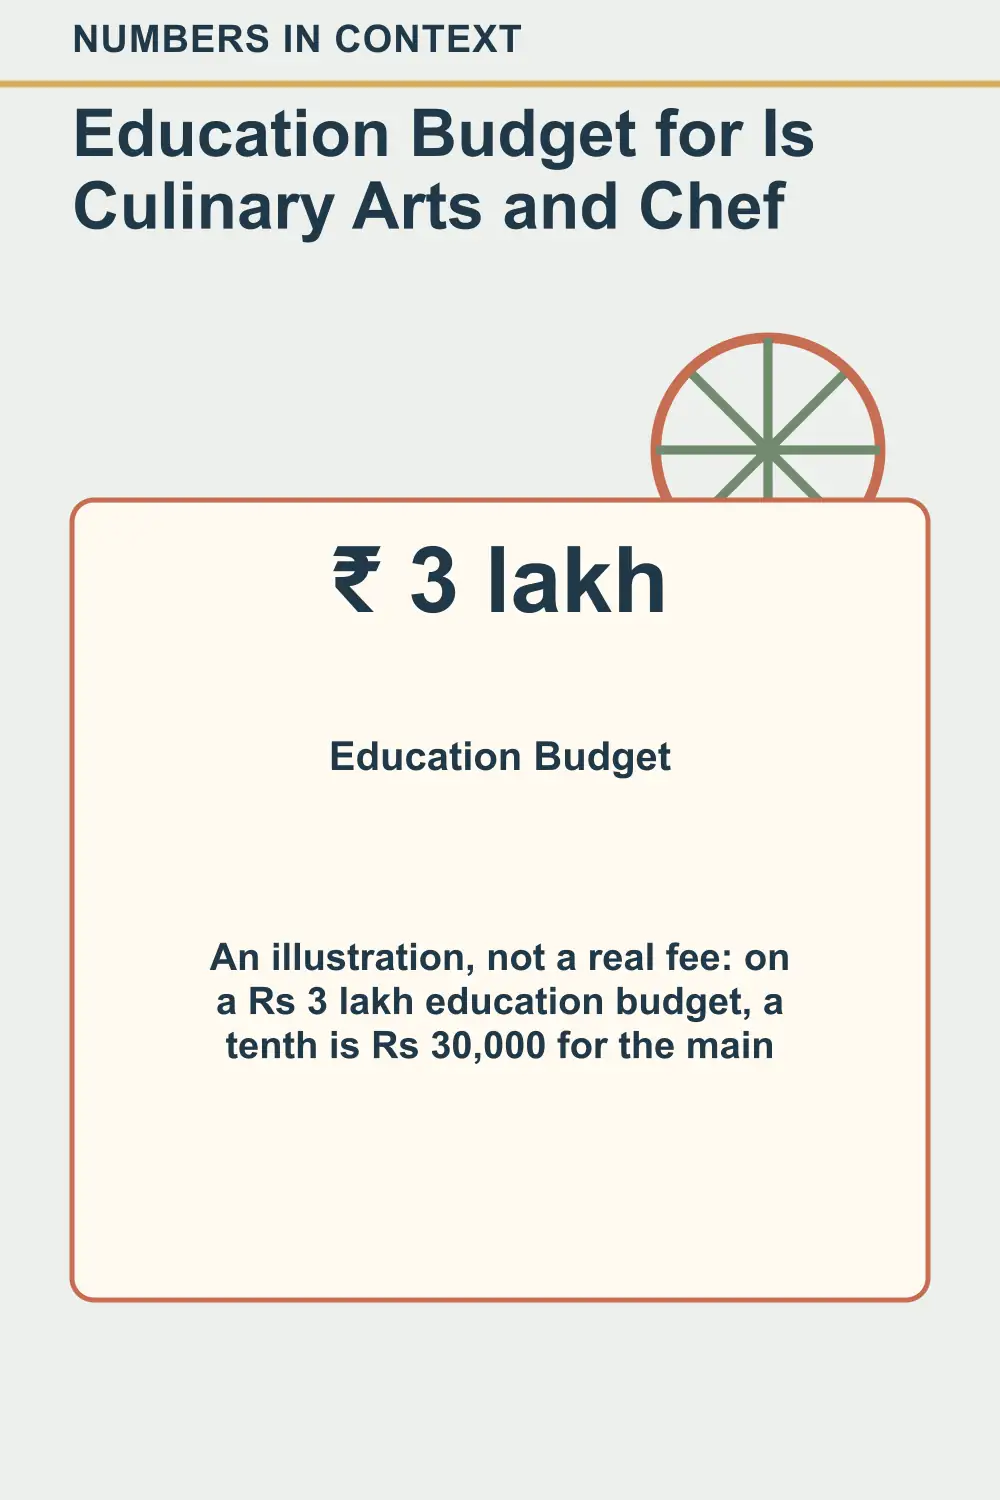 NUMBERS IN CONTEXT
Education Budget for Is
Culinary Arts and Chef
₹ 3 lakh
Education Budget
An illustration, not a real fee: on
a Rs 3 lakh education budget, a
tenth is Rs 30,000 for the main